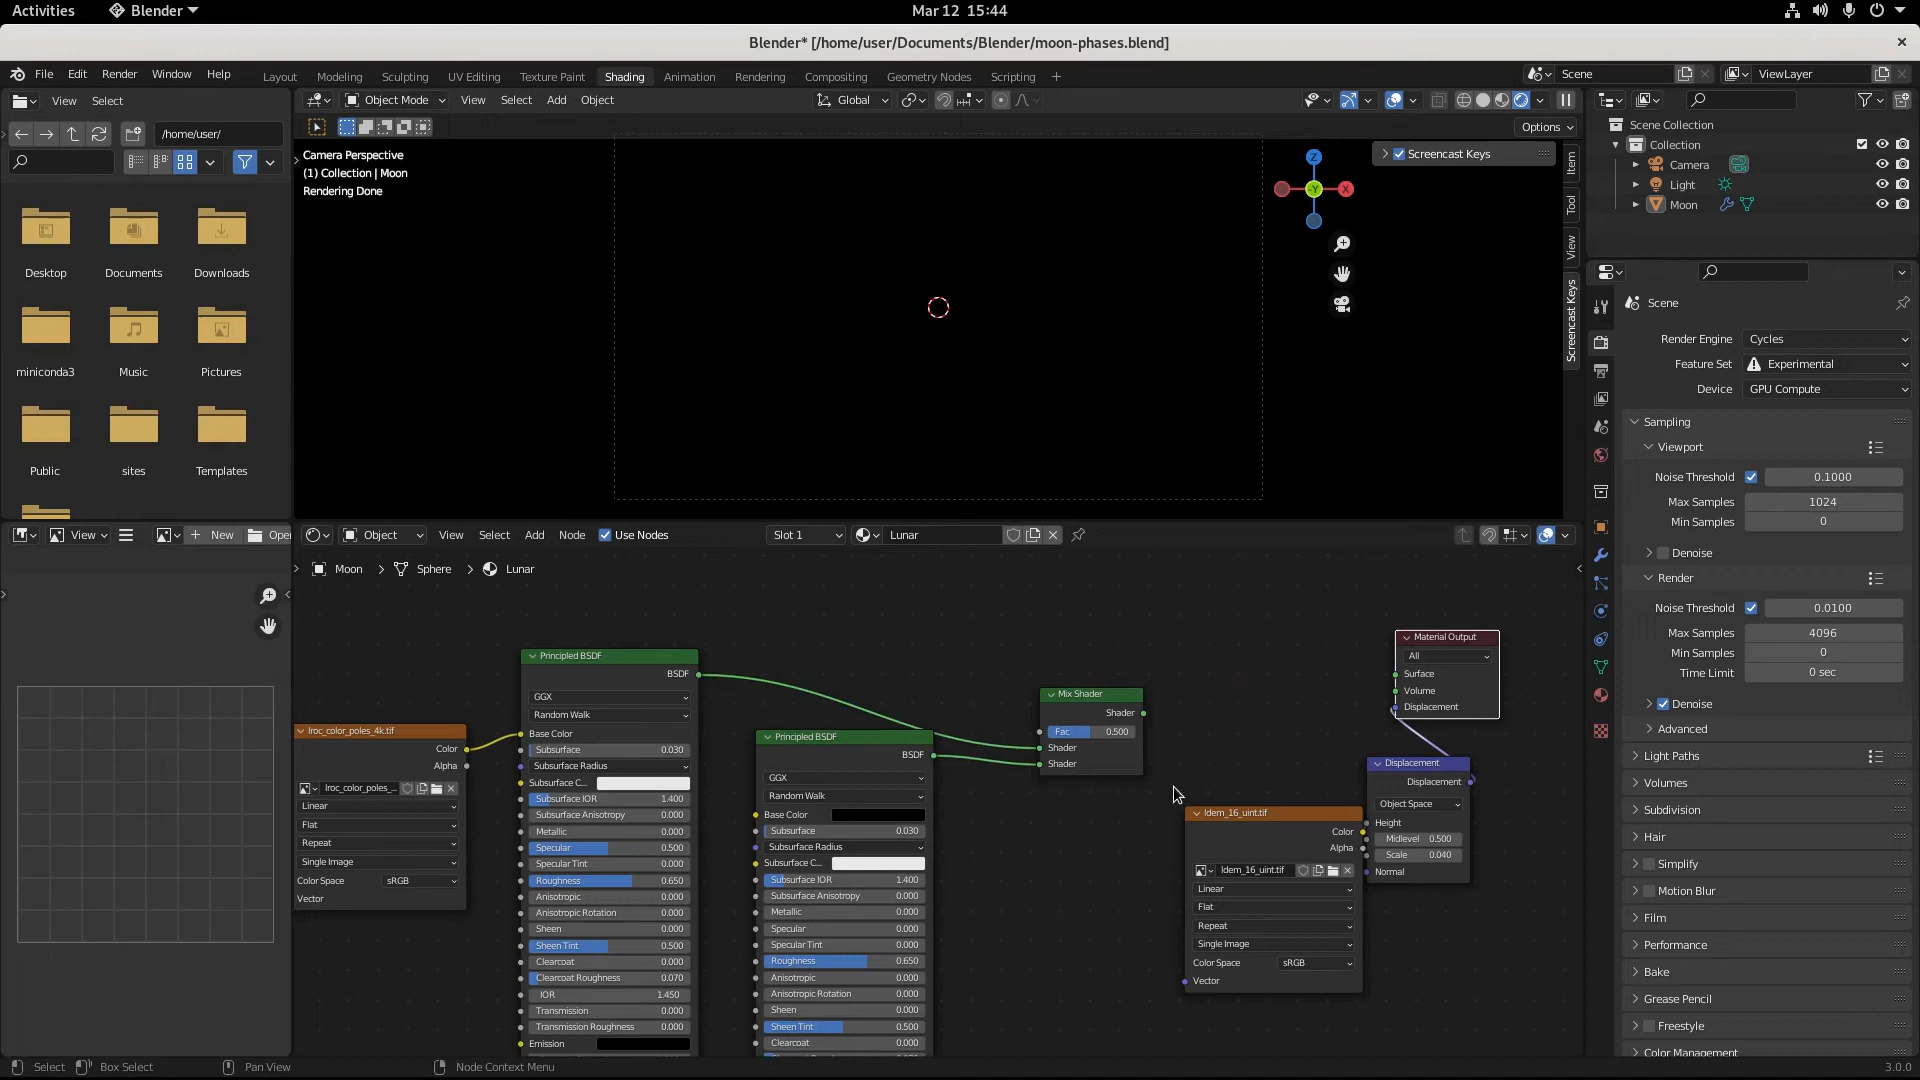 Activities Blender Mar 12 15:44
Blender* [/home/user/Documents/Blender/moon-phases.blend]
File Edit Render Window Help Layout Modeling Sculpting UV Editing Texture Paint Shading Animation Rendering Compositing Geometry Nodes Scripting + Scene ViewLayer
View Select Object Mode View Select Add Object Global
/home/user/ Options
Camera Perspective
(1) Collection | Moon
Rendering Done
Screencast Keys
Z
-Y
X
Item
Tool
View
Screencast Keys
Desktop Documents Downloads
miniconda3 Music Pictures
Public sites Templates
Scene Collection
Collection
Camera
Light
Moon
Scene
Render Engine Cycles
Feature Set Experimental
Device GPU Compute
Sampling
Viewport
Noise Threshold 0.1000
Max Samples 1024
Min Samples 0
Denoise
Render
Noise Threshold 0.0100
Max Samples 4096
Min Samples 0
Time Limit 0 sec
Denoise
Advanced
Light Paths
Volumes
Subdivision
Hair
Simplify
Motion Blur
Film
Performance
Bake
Grease Pencil
Freestyle
Color Management
View New Open
Object View Select Add Node Use Nodes Slot 1 Lunar
Moon > Sphere > Lunar
lroc_color_poles_4k.tif
Color
Alpha
lroc_color_poles_...
Linear
Flat
Repeat
Single Image
Color Space sRGB
Vector
Principled BSDF
BSDF
GGX
Random Walk
Base Color
Subsurface 0.030
Subsurface Radius
Subsurface C...
Subsurface IOR 1.400
Subsurface Anisotropy 0.000
Metallic 0.000
Specular 0.500
Specular Tint 0.000
Roughness 0.650
Anisotropic 0.000
Anisotropic Rotation 0.000
Sheen 0.000
Sheen Tint 0.500
Clearcoat 0.000
Clearcoat Roughness 0.070
IOR 1.450
Transmission 0.000
Transmission Roughness 0.000
Emission
Principled BSDF
BSDF
GGX
Random Walk
Base Color
Subsurface 0.030
Subsurface Radius
Subsurface C...
Subsurface IOR 1.400
Subsurface Anisotropy 0.000
Metallic 0.000
Specular 0.000
Specular Tint 0.000
Roughness 0.650
Anisotropic 0.000
Anisotropic Rotation 0.000
Sheen 0.000
Sheen Tint 0.500
Clearcoat 0.000
Mix Shader
Shader
Fac 0.500
Shader
Shader
ldem_16_uint.tif
Color
Alpha
ldem_16_uint.tif
Linear
Flat
Repeat
Single Image
Color Space sRGB
Vector
Material Output
All
Surface
Volume
Displacement
Displacement
Displacement
Object Space
Height
Midlevel 0.500
Scale 0.040
Normal
Select Box Select Pan View Node Context Menu 3.0.0